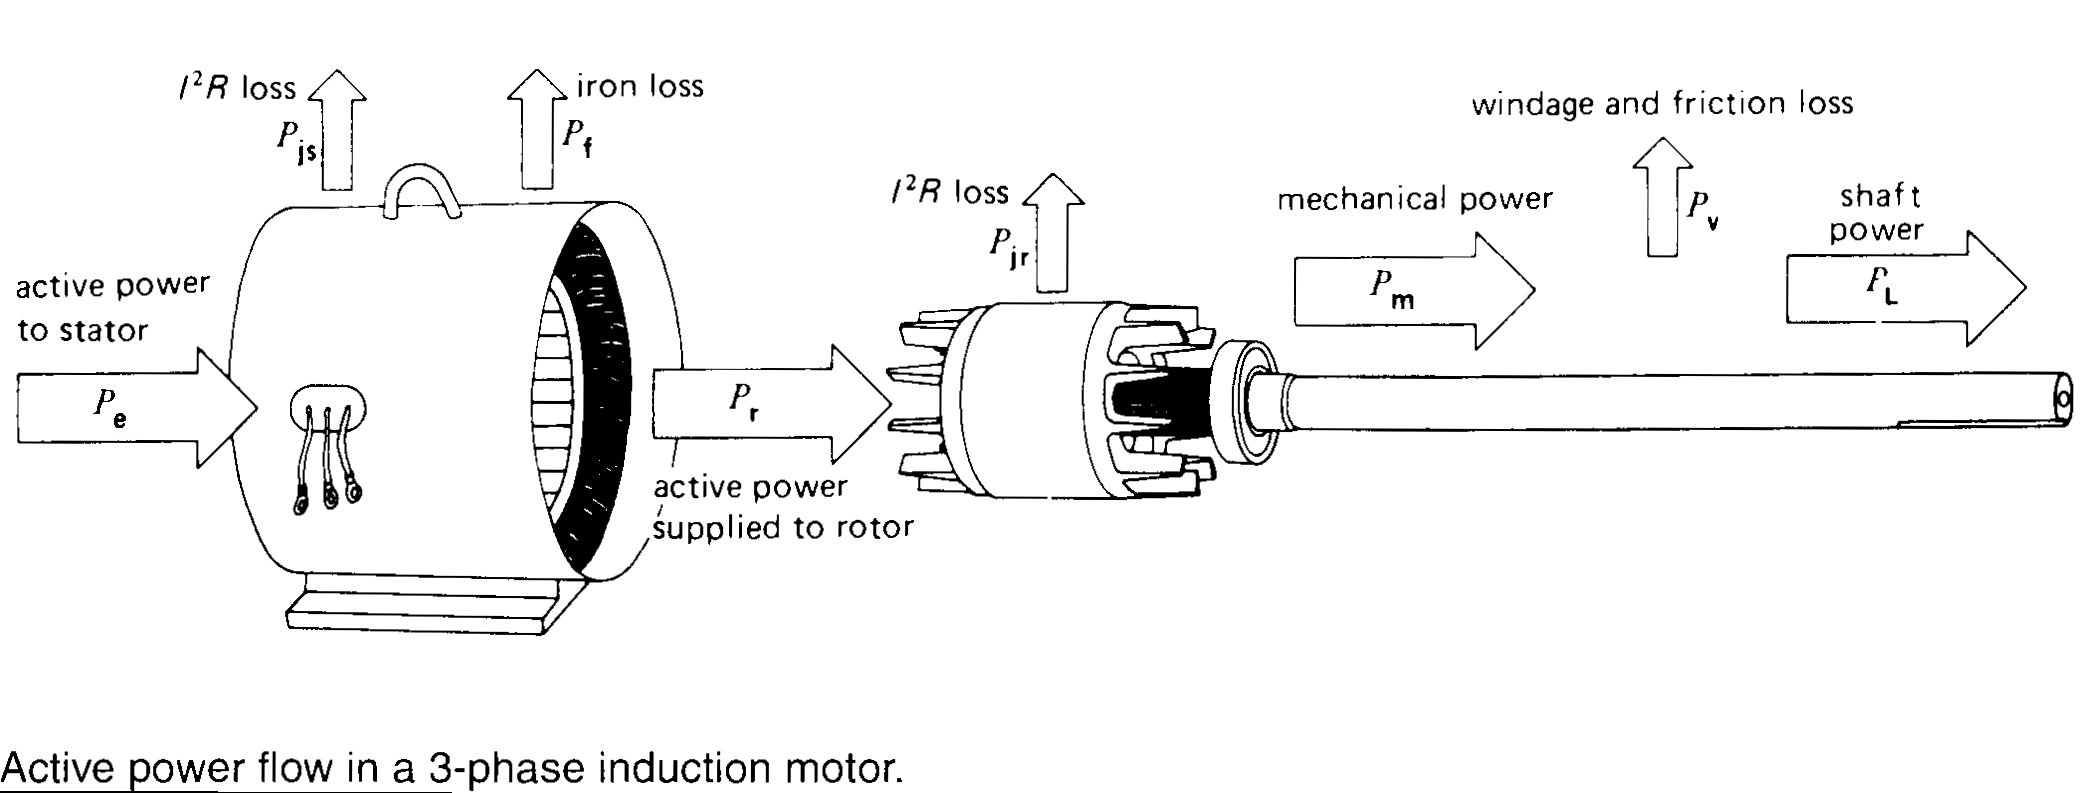 I²R loss
P_js
iron loss
P_f
active power
to stator
P_e
P_r
active power
supplied to rotor
I²R loss
P_jr
mechanical power
P_m
windage and friction loss
P_v
shaft
power
P_L
Active power flow in a 3-phase induction motor.